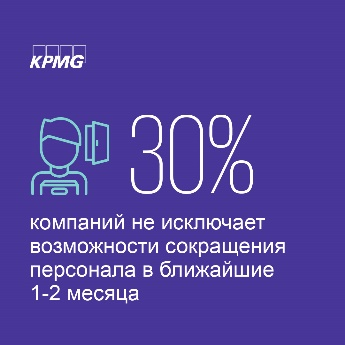 KPMG
30%
компаний не исключает
возможности сокращения
персонала в ближайшие
1-2 месяца